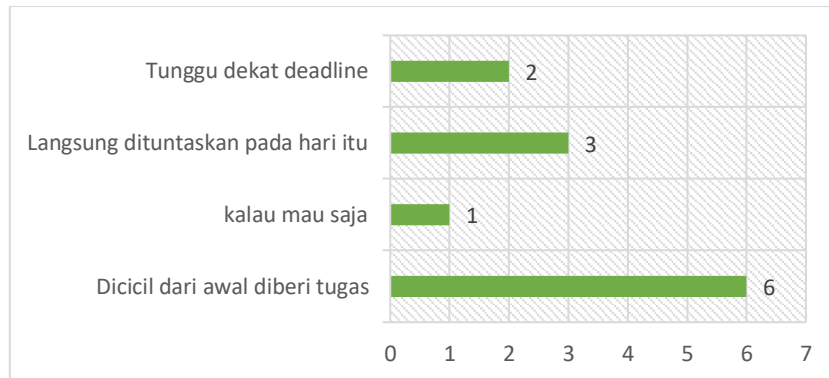 Tunggu dekat deadline
2
Langsung dituntaskan pada hari itu
3
kalau mau saja
1
Dicicil dari awal diberi tugas
6
0 1 2 3 4 5 6 7